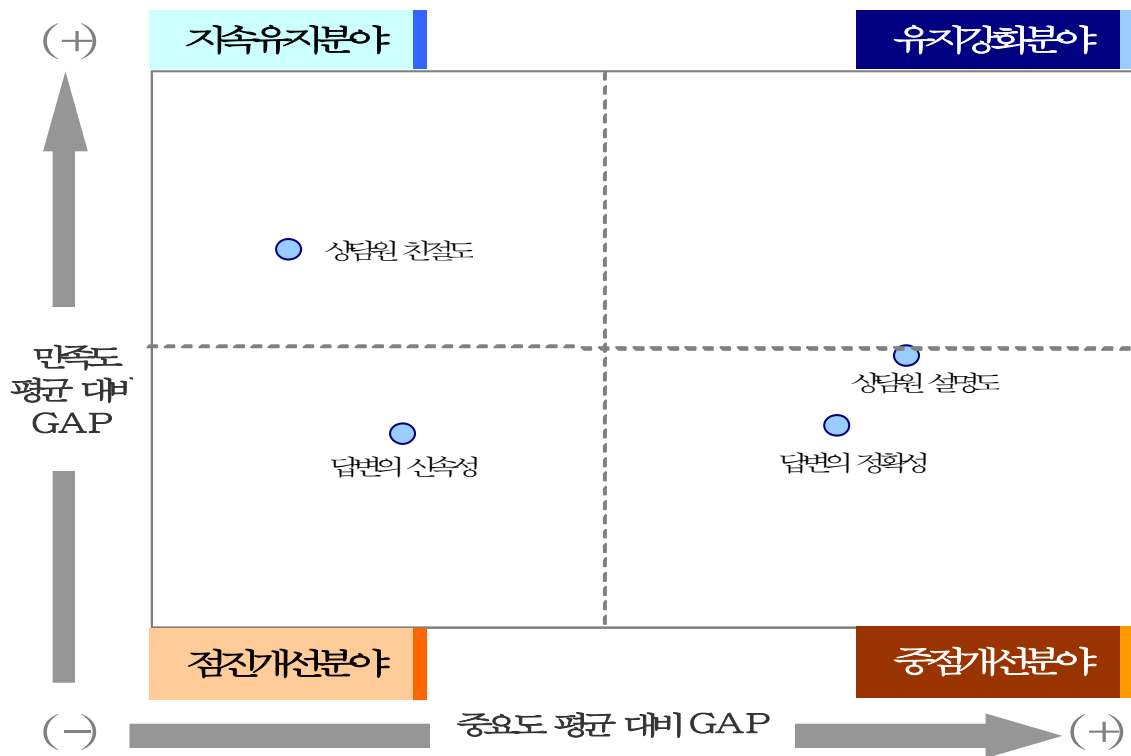 (+)
지속유지분야
유지강화분야
상담원 친절도
만족도
평균 대비
GAP
상담원 설명도
답변의 신속성
답변의 정확성
점진개선분야
중점개선분야
(-)
중요도 평균 대비 GAP
(+)